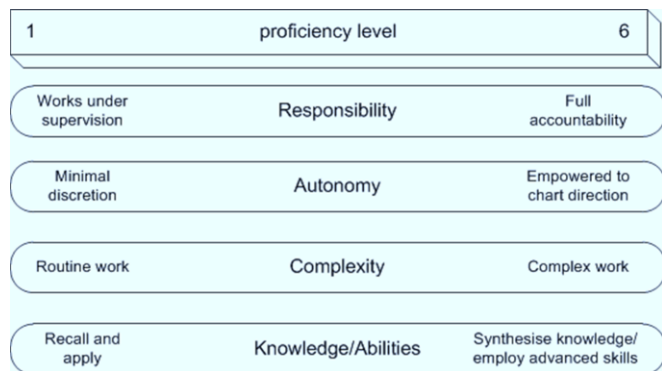 1 proficiency level 6
Works under
supervision
Responsibility
Full
accountability
Minimal
discretion
Autonomy
Empowered to
chart direction
Routine work
Complexity
Complex work
Recall and
apply
Knowledge/Abilities
Synthesise knowledge/
employ advanced skills